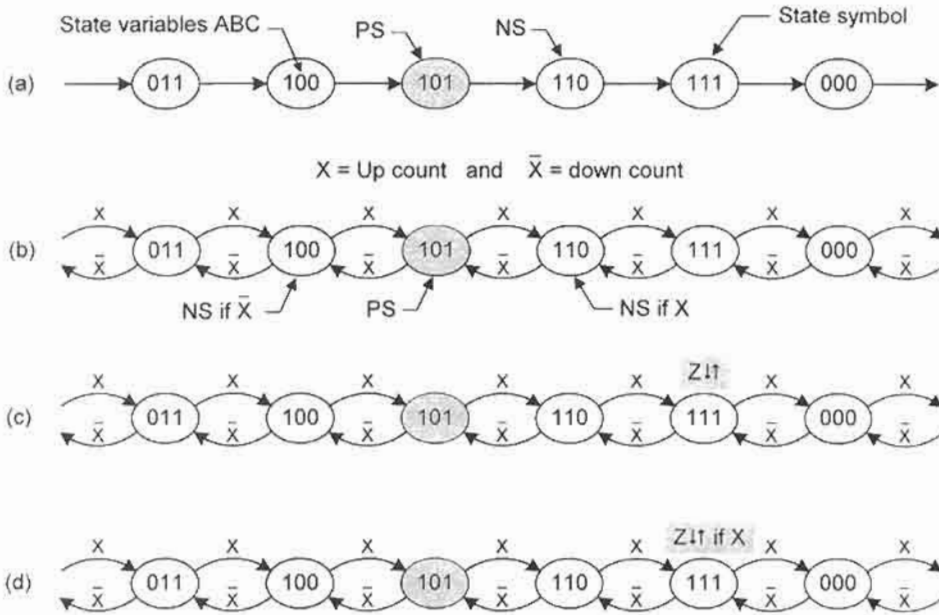 State variables ABC PS NS State symbol
(a) 011 100 101 110 111 000
X = Up count and X̄ = down count
X X X X X X X
(b) 011 100 101 110 111 000
X̄ X̄ X̄ X̄ X̄ X̄ X̄
NS if X̄ PS NS if X
Z↓↑
X X X X X X X
(c) 011 100 101 110 111 000
X̄ X̄ X̄ X̄ X̄ X̄ X̄
Z↓↑ if X
X X X X X X X
(d) 011 100 101 110 111 000
X̄ X̄ X̄ X̄ X̄ X̄ X̄